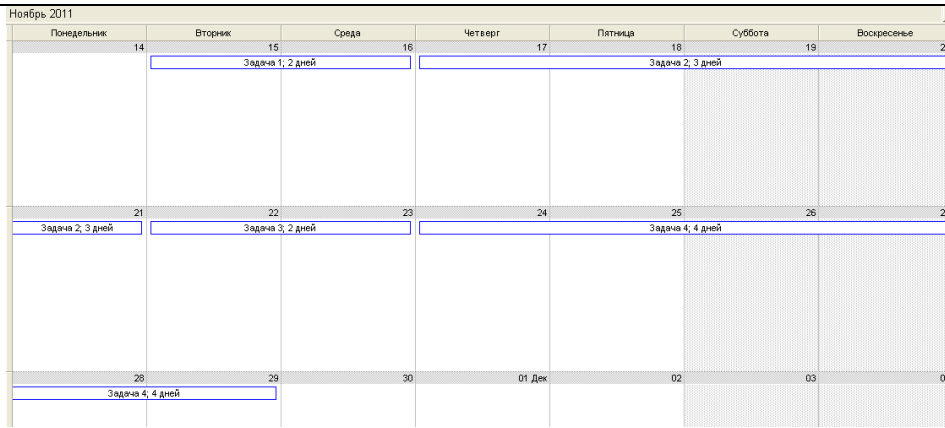 Ноябрь 2011
Понедельник Вторник Среда Четверг Пятница Суббота Воскресенье
14 15 16 17 18 19
Задача 1; 2 дней Задача 2; 3 дней
21 22 23 24 25 26
Задача 2; 3 дней Задача 3; 2 дней Задача 4; 4 дней
28 29 30 01 Дек 02 03
Задача 4; 4 дней